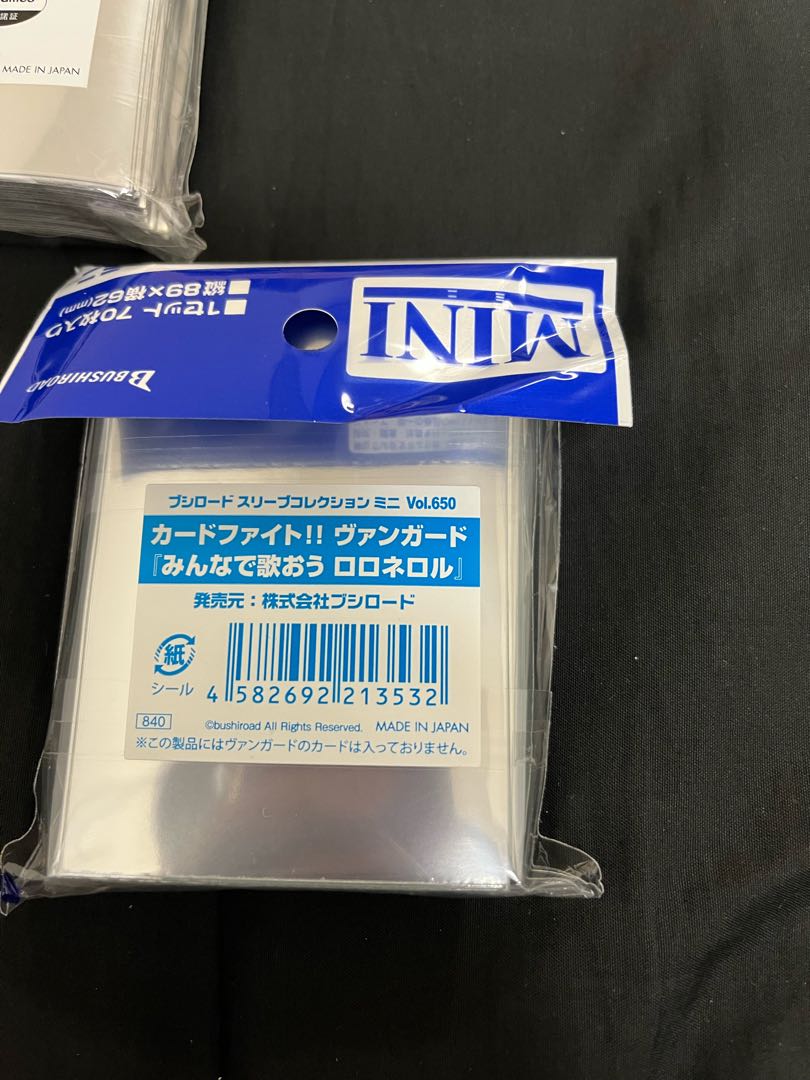 諾証
MADE IN JAPAN
MINI
ミニ
■1セット 70枚入り
■縦89×横62(mm)
BUSHIROAD
ブシロード スリーブコレクション ミニ Vol.650
カードファイト!! ヴァンガード
『みんなで歌おう ロロネロル』
発売元：株式会社ブシロード
紙
シール
4 582692 213532
840
©bushiroad All Rights Reserved. MADE IN JAPAN
※この製品にはヴァンガードのカードは入っておりません。